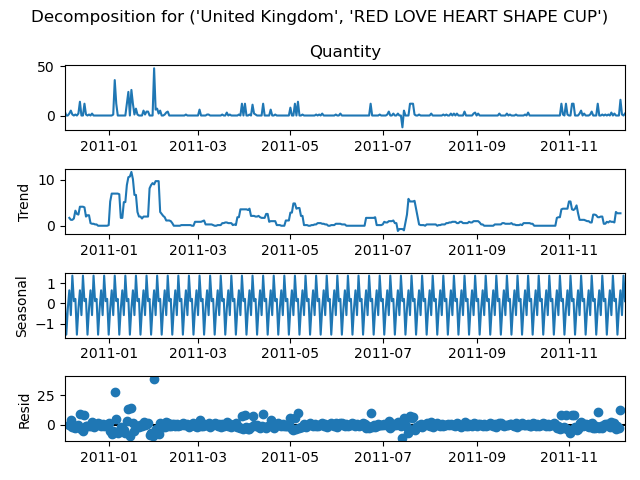 Decomposition for ('United Kingdom', 'RED LOVE HEART SHAPE CUP')
Quantity
50
0
2011-01 2011-03 2011-05 2011-07 2011-09 2011-11
Trend
10
0
2011-01 2011-03 2011-05 2011-07 2011-09 2011-11
Seasonal
1
0
−1
2011-01 2011-03 2011-05 2011-07 2011-09 2011-11
Resid
25
0
2011-01 2011-03 2011-05 2011-07 2011-09 2011-11